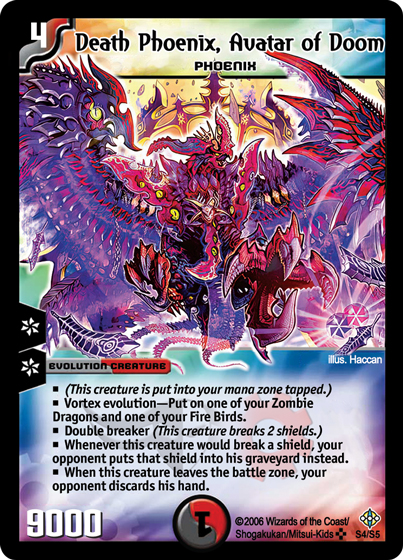 4
Death Phoenix, Avatar of Doom
PHOENIX
illus. Haccan
EVOLUTION CREATURE
▪ (This creature is put into your mana zone tapped.)
▪ Vortex evolution—Put on one of your Zombie
Dragons and one of your Fire Birds.
▪ Double breaker (This creature breaks 2 shields.)
▪ Whenever this creature would break a shield, your
opponent puts that shield into his graveyard instead.
▪ When this creature leaves the battle zone, your
opponent discards his hand.
9000
1
©2006 Wizards of the Coast/
Shogakukan/Mitsui-Kids S4/S5